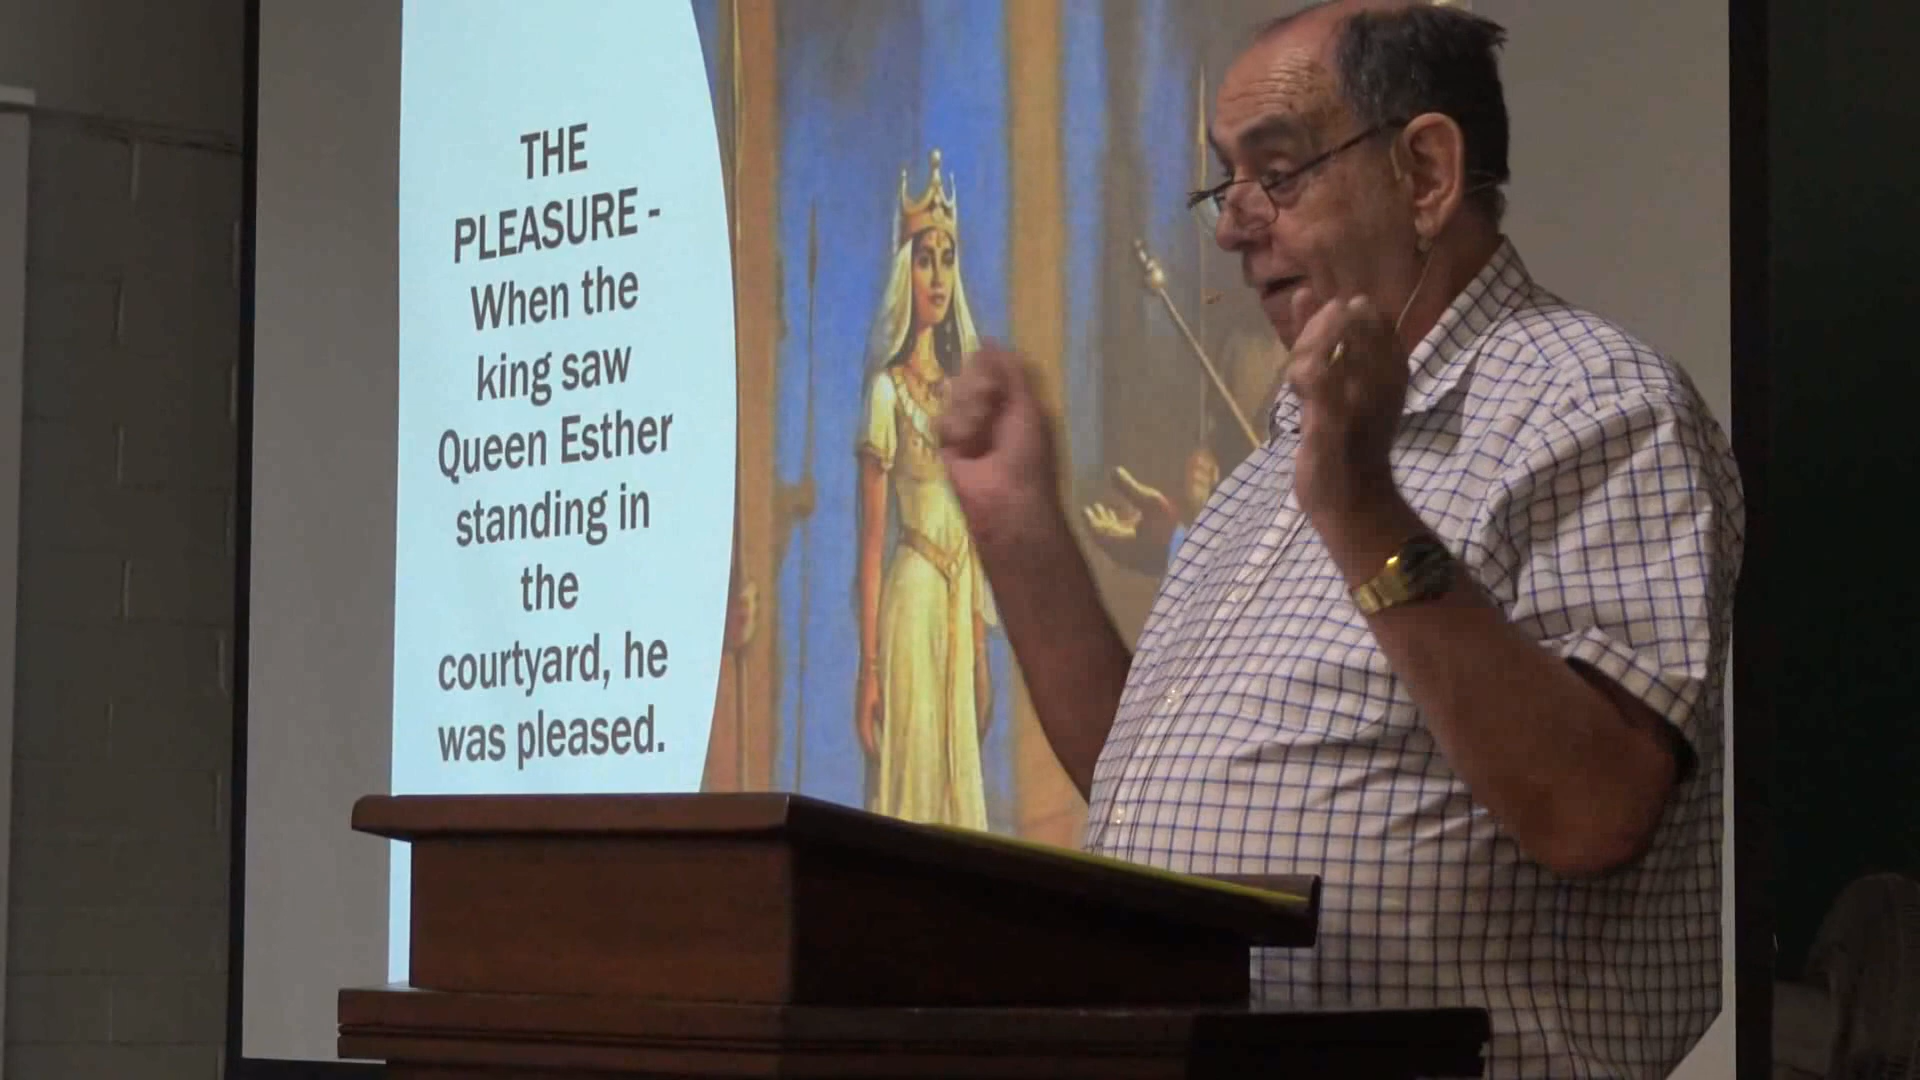 THE
PLEASURE -
When the
king saw
Queen Esther
standing in
the
courtyard, he
was pleased.